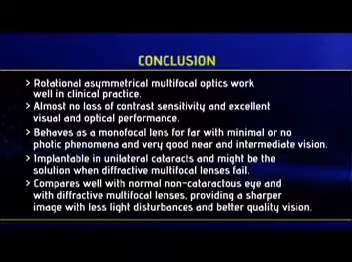 CONCLUSION
> Rotational asymmetrical multifocal optics work
well in clinical practice.
> Almost no loss of contrast sensitivity and excellent
visual and optical performance.
> Behaves as a monofocal lens for far with minimal or no
photic phenomena and very good near and intermediate vision.
> Implantable in unilateral cataracts and might be the
solution when diffractive multifocal lenses fail.
> Compares well with normal non-cataractous eye and
with diffractive multifocal lenses, providing a sharper
image with less light disturbances and better quality vision.